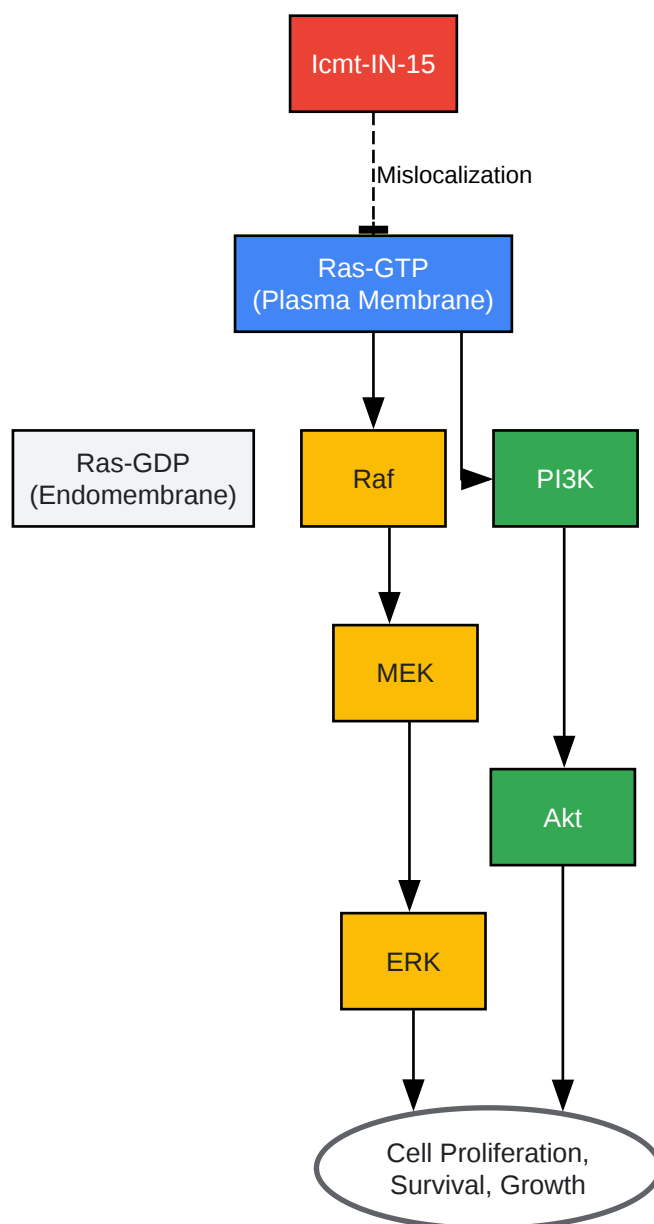 Icmt-IN-15
Mislocalization
Ras-GTP
(Plasma Membrane)
Ras-GDP
(Endomembrane)
Raf
PI3K
MEK
Akt
ERK
Cell Proliferation,
Survival, Growth